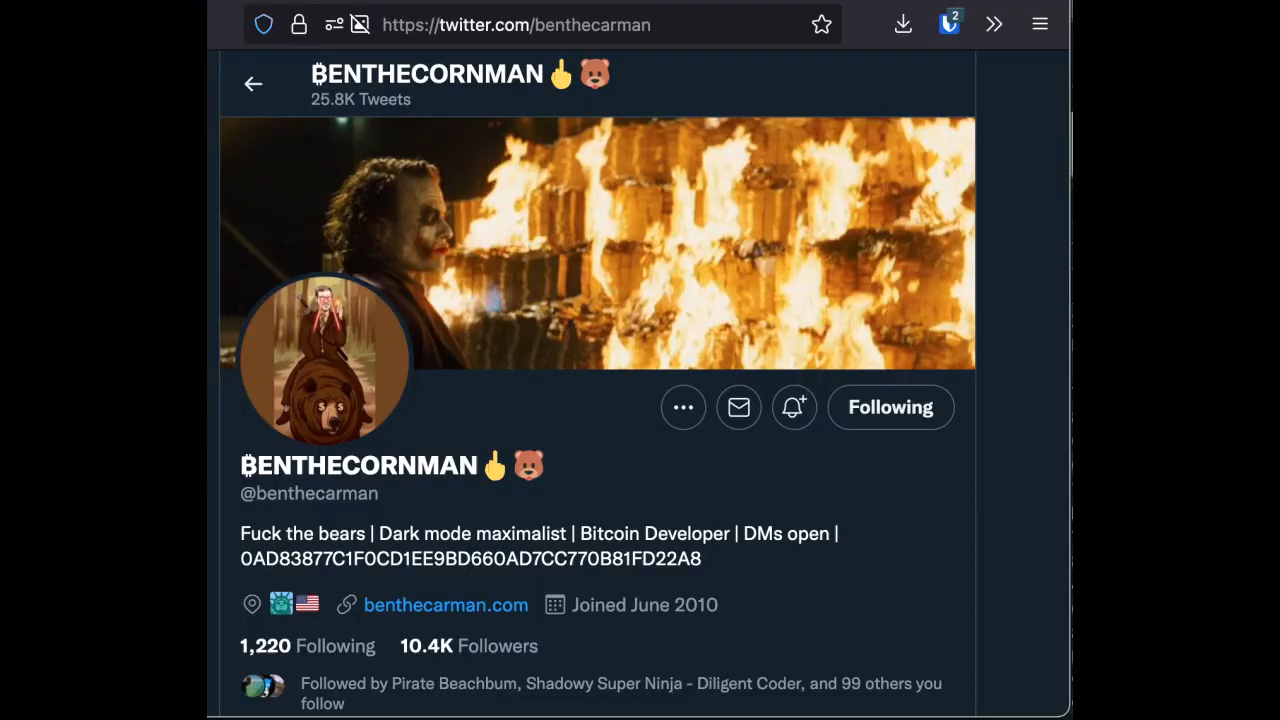 https://twitter.com/benthecarman
2
₿ENTHECORNMAN🖕🐻
25.8K Tweets
Following
₿ENTHECORNMAN🖕🐻
@benthecarman
Fuck the bears | Dark mode maximalist | Bitcoin Developer | DMs open |
0AD83877C1F0CD1EE9BD660AD7CC770B81FD22A8
🗽🇺🇸 benthecarman.com Joined June 2010
1,220 Following 10.4K Followers
Followed by Pirate Beachbum, Shadowy Super Ninja - Diligent Coder, and 99 others you
follow